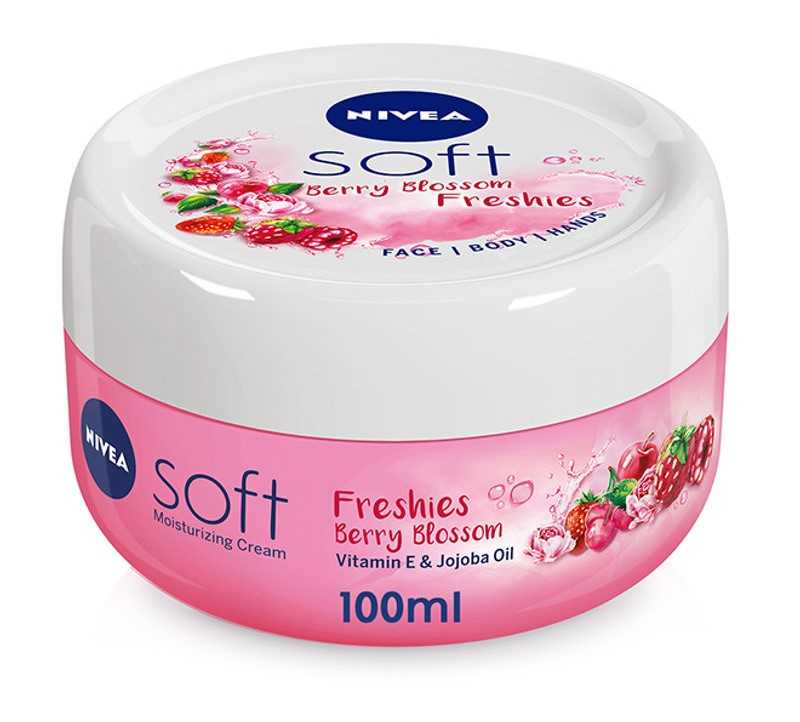 NIVEA
soft
Berry Blossom
Freshies
FACE | BODY | HANDS
NIVEA
soft
Moisturizing Cream
Freshies
Berry Blossom
Vitamin E & Jojoba Oil
100ml